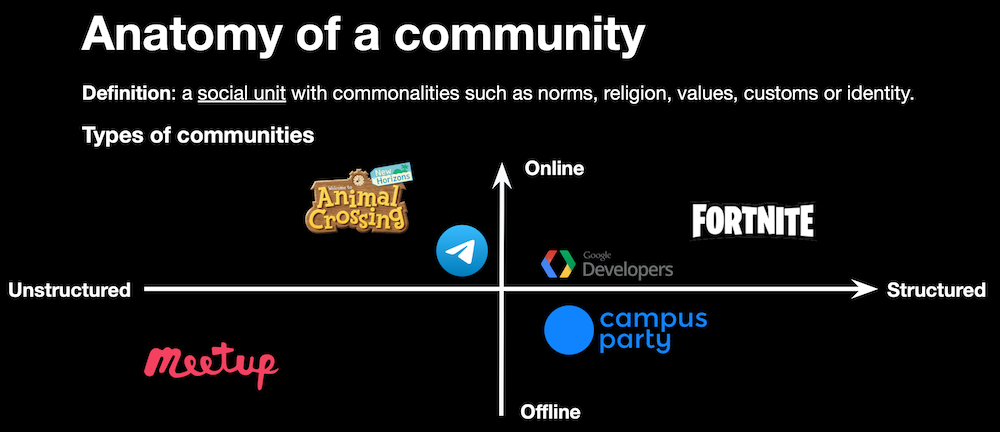 Anatomy of a community
Definition: a social unit with commonalities such as norms, religion, values, customs or identity.
Types of communities
Online
New
Horizons
Welcome to
Animal
Crossing
FORTNITE
Google
Developers
Unstructured
Structured
campus
party
meetup
Offline